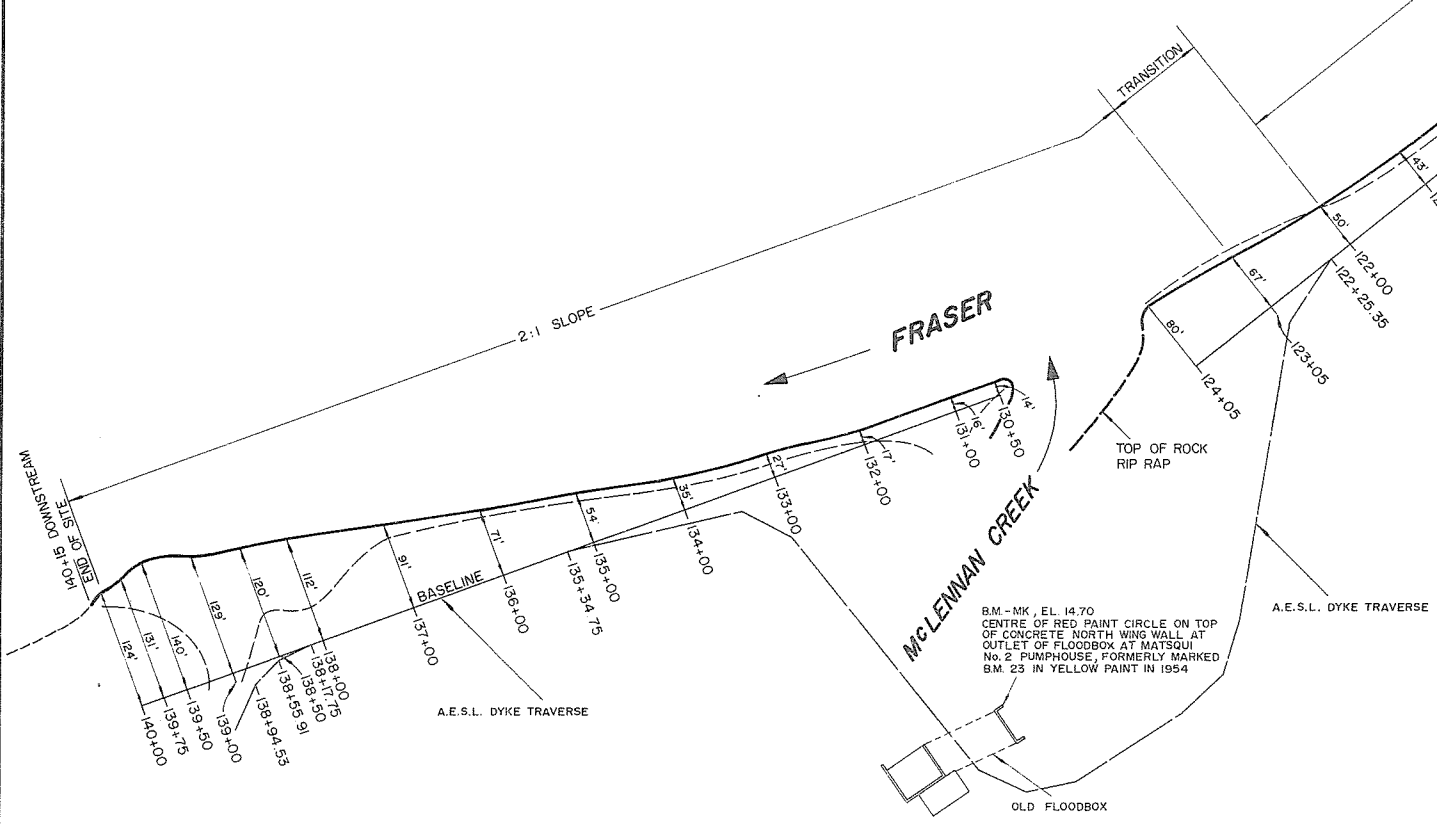 TRANSITION
2:1 SLOPE
FRASER
43'
50'
122+00
122+25.35
67'
123+05
80'
124+05
TOP OF ROCK
RIP RAP
14'
130+50
16'
131+00
17'
132+00
27'
133+00
35'
134+00
54'
135+00
135+34.75
71'
136+00
91'
137+00
BASELINE
112'
138+00
138+17.75
120'
138+50
138+55.91
138+94.53
129'
139+00
140'
139+50
131'
139+75
124'
140+00
140+15 DOWNSTREAM
END OF SITE
McLENNAN CREEK
A.E.S.L. DYKE TRAVERSE
B.M.-MK, EL. 14.70
CENTRE OF RED PAINT CIRCLE ON TOP
OF CONCRETE NORTH WING WALL AT
OUTLET OF FLOODBOX AT MATSQUI
No. 2 PUMPHOUSE, FORMERLY MARKED
B.M. 23 IN YELLOW PAINT IN 1954
A.E.S.L. DYKE TRAVERSE
OLD FLOODBOX